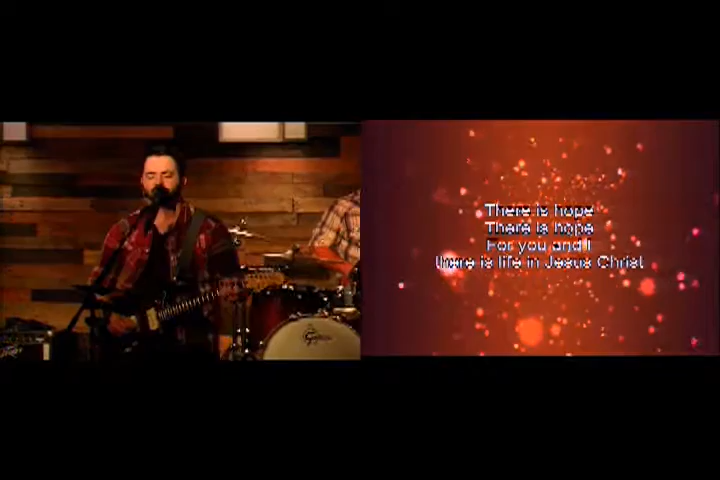 There is hope
There is hope
For you and I
there is life in Jesus Christ